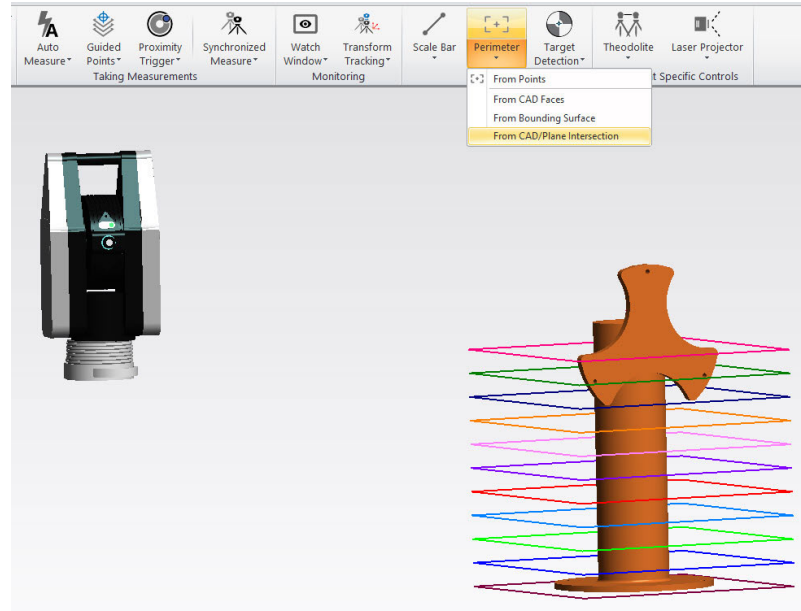 Auto
Measure
Guided
Points
Proximity
Trigger
Synchronized
Measure
Watch
Window
Transform
Tracking
Scale Bar
Perimeter
Target
Detection
Theodolite
Laser Projector
Taking Measurements
Monitoring
t Specific Controls
From Points
From CAD Faces
From Bounding Surface
From CAD/Plane Intersection